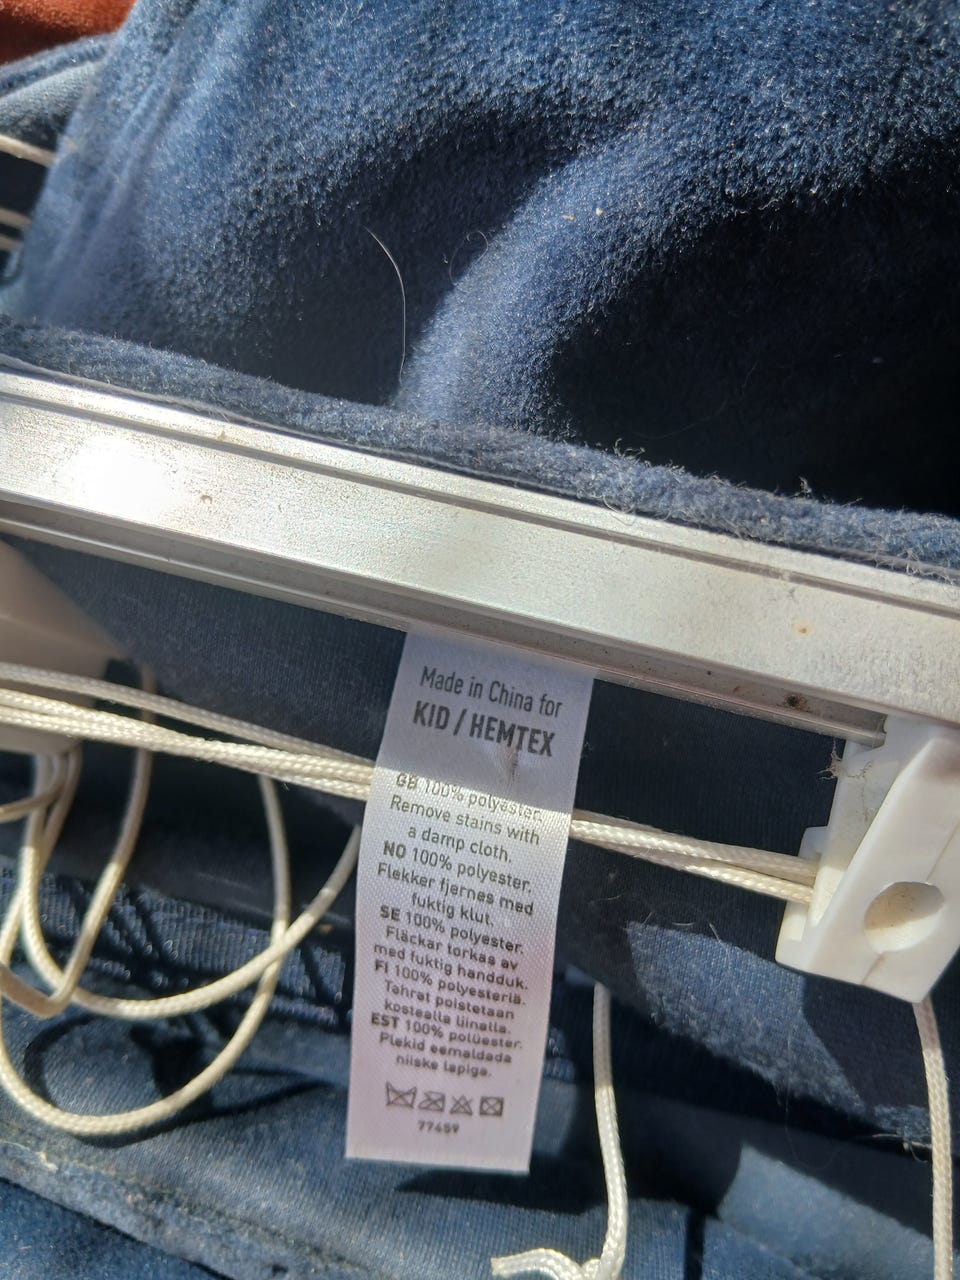 Made in China for
KID / HEMTEX
GB 100% polyester.
Remove stains with
a damp cloth.
NO 100% polyester.
Flekker fjernes med
fuktig klut.
SE 100% polyester.
Fläckar torkas av
med fuktig handduk.
FI 100% polyesteriä.
Tahrat poistetaan
kostealla liinalla.
EST 100% polüester.
Plekid eemaldada
niiske lapiga.
77459